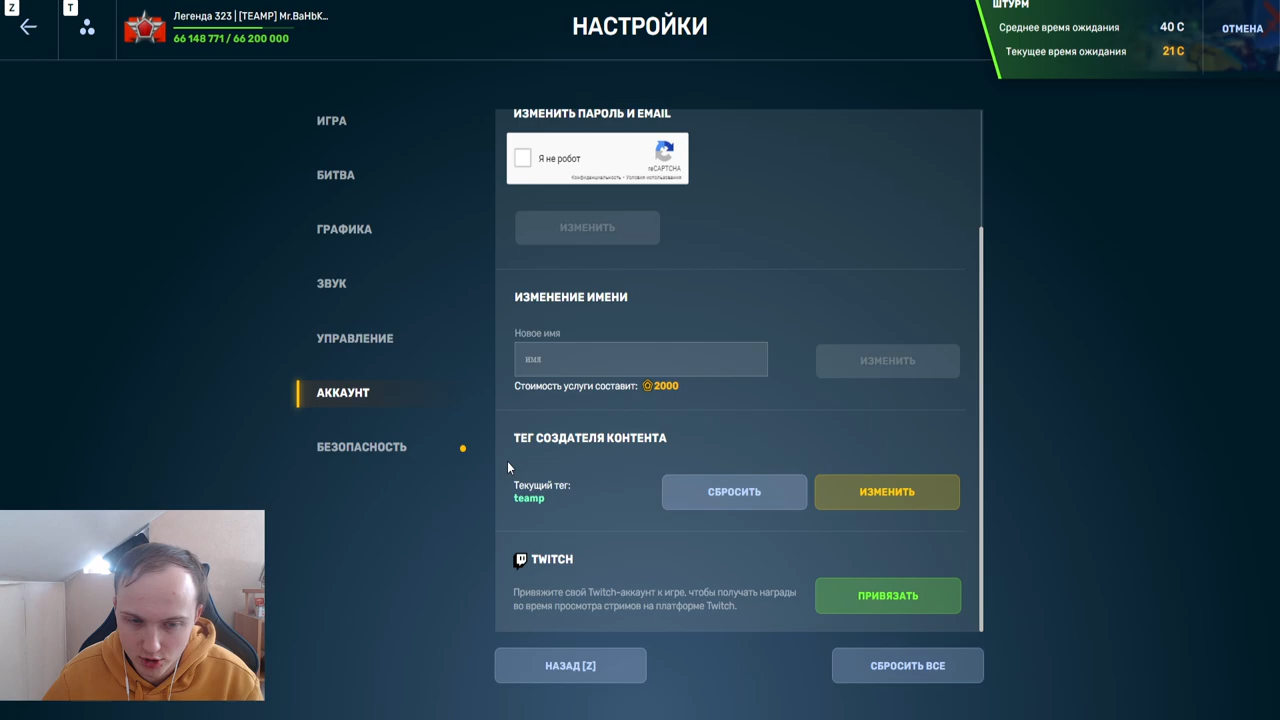 Z
T
Легенда 323 | [TEAMP] Mr.BaHbK...
66 148 771 / 66 200 000
НАСТРОЙКИ
ШТУРМ
Среднее время ожидания 40 С
Текущее время ожидания 21 С
ОТМЕНА
ИГРА
БИТВА
ГРАФИКА
ЗВУК
УПРАВЛЕНИЕ
АККАУНТ
БЕЗОПАСНОСТЬ
ИЗМЕНИТЬ ПАРОЛЬ И EMAIL
Я не робот
reCAPTCHA
Конфиденциальность - Условия использования
ИЗМЕНИТЬ
ИЗМЕНЕНИЕ ИМЕНИ
Новое имя
имя
ИЗМЕНИТЬ
Стоимость услуги составит: 2000
ТЕГ СОЗДАТЕЛЯ КОНТЕНТА
Текущий тег:
teamp
СБРОСИТЬ
ИЗМЕНИТЬ
TWITCH
Привяжите свой Twitch-аккаунт к игре, чтобы получать награды
во время просмотра стримов на платформе Twitch.
ПРИВЯЗАТЬ
НАЗАД [Z]
СБРОСИТЬ ВСЕ